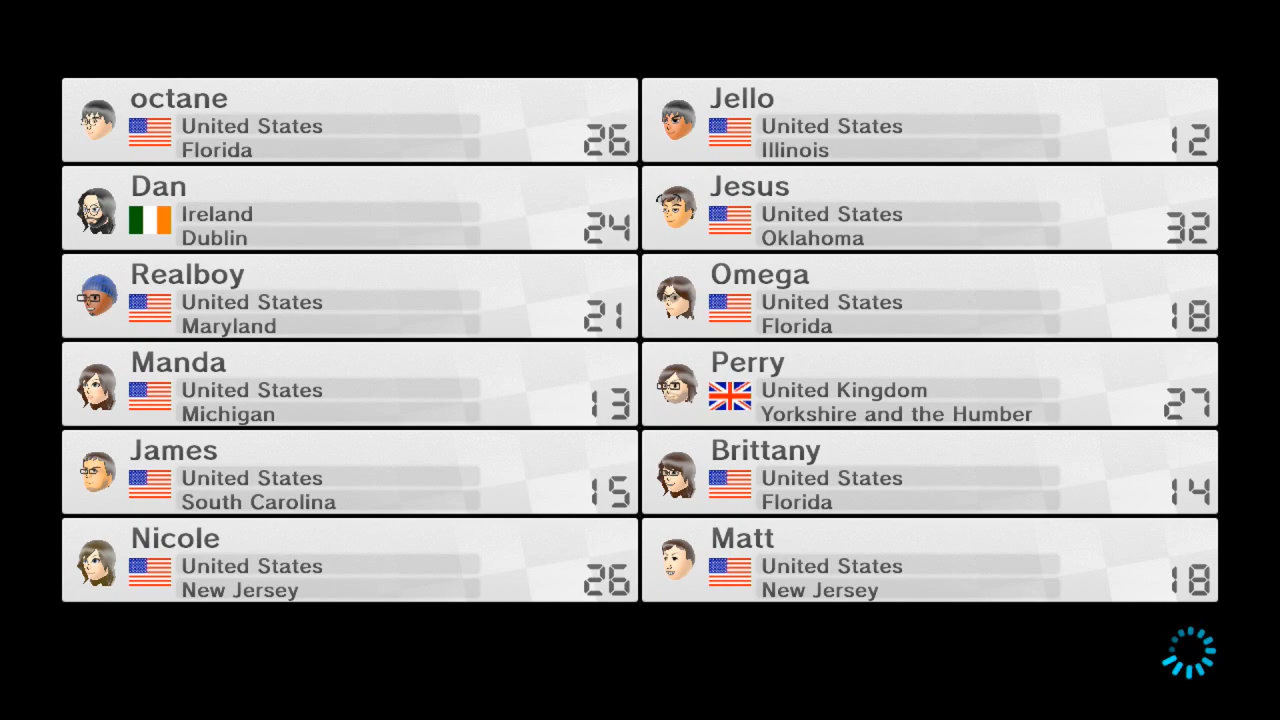 octane
United States
Florida
26
Jello
United States
Illinois
12
Dan
Ireland
Dublin
24
Jesus
United States
Oklahoma
32
Realboy
United States
Maryland
21
Omega
United States
Florida
18
Manda
United States
Michigan
13
Perry
United Kingdom
Yorkshire and the Humber
27
James
United States
South Carolina
15
Brittany
United States
Florida
14
Nicole
United States
New Jersey
26
Matt
United States
New Jersey
18